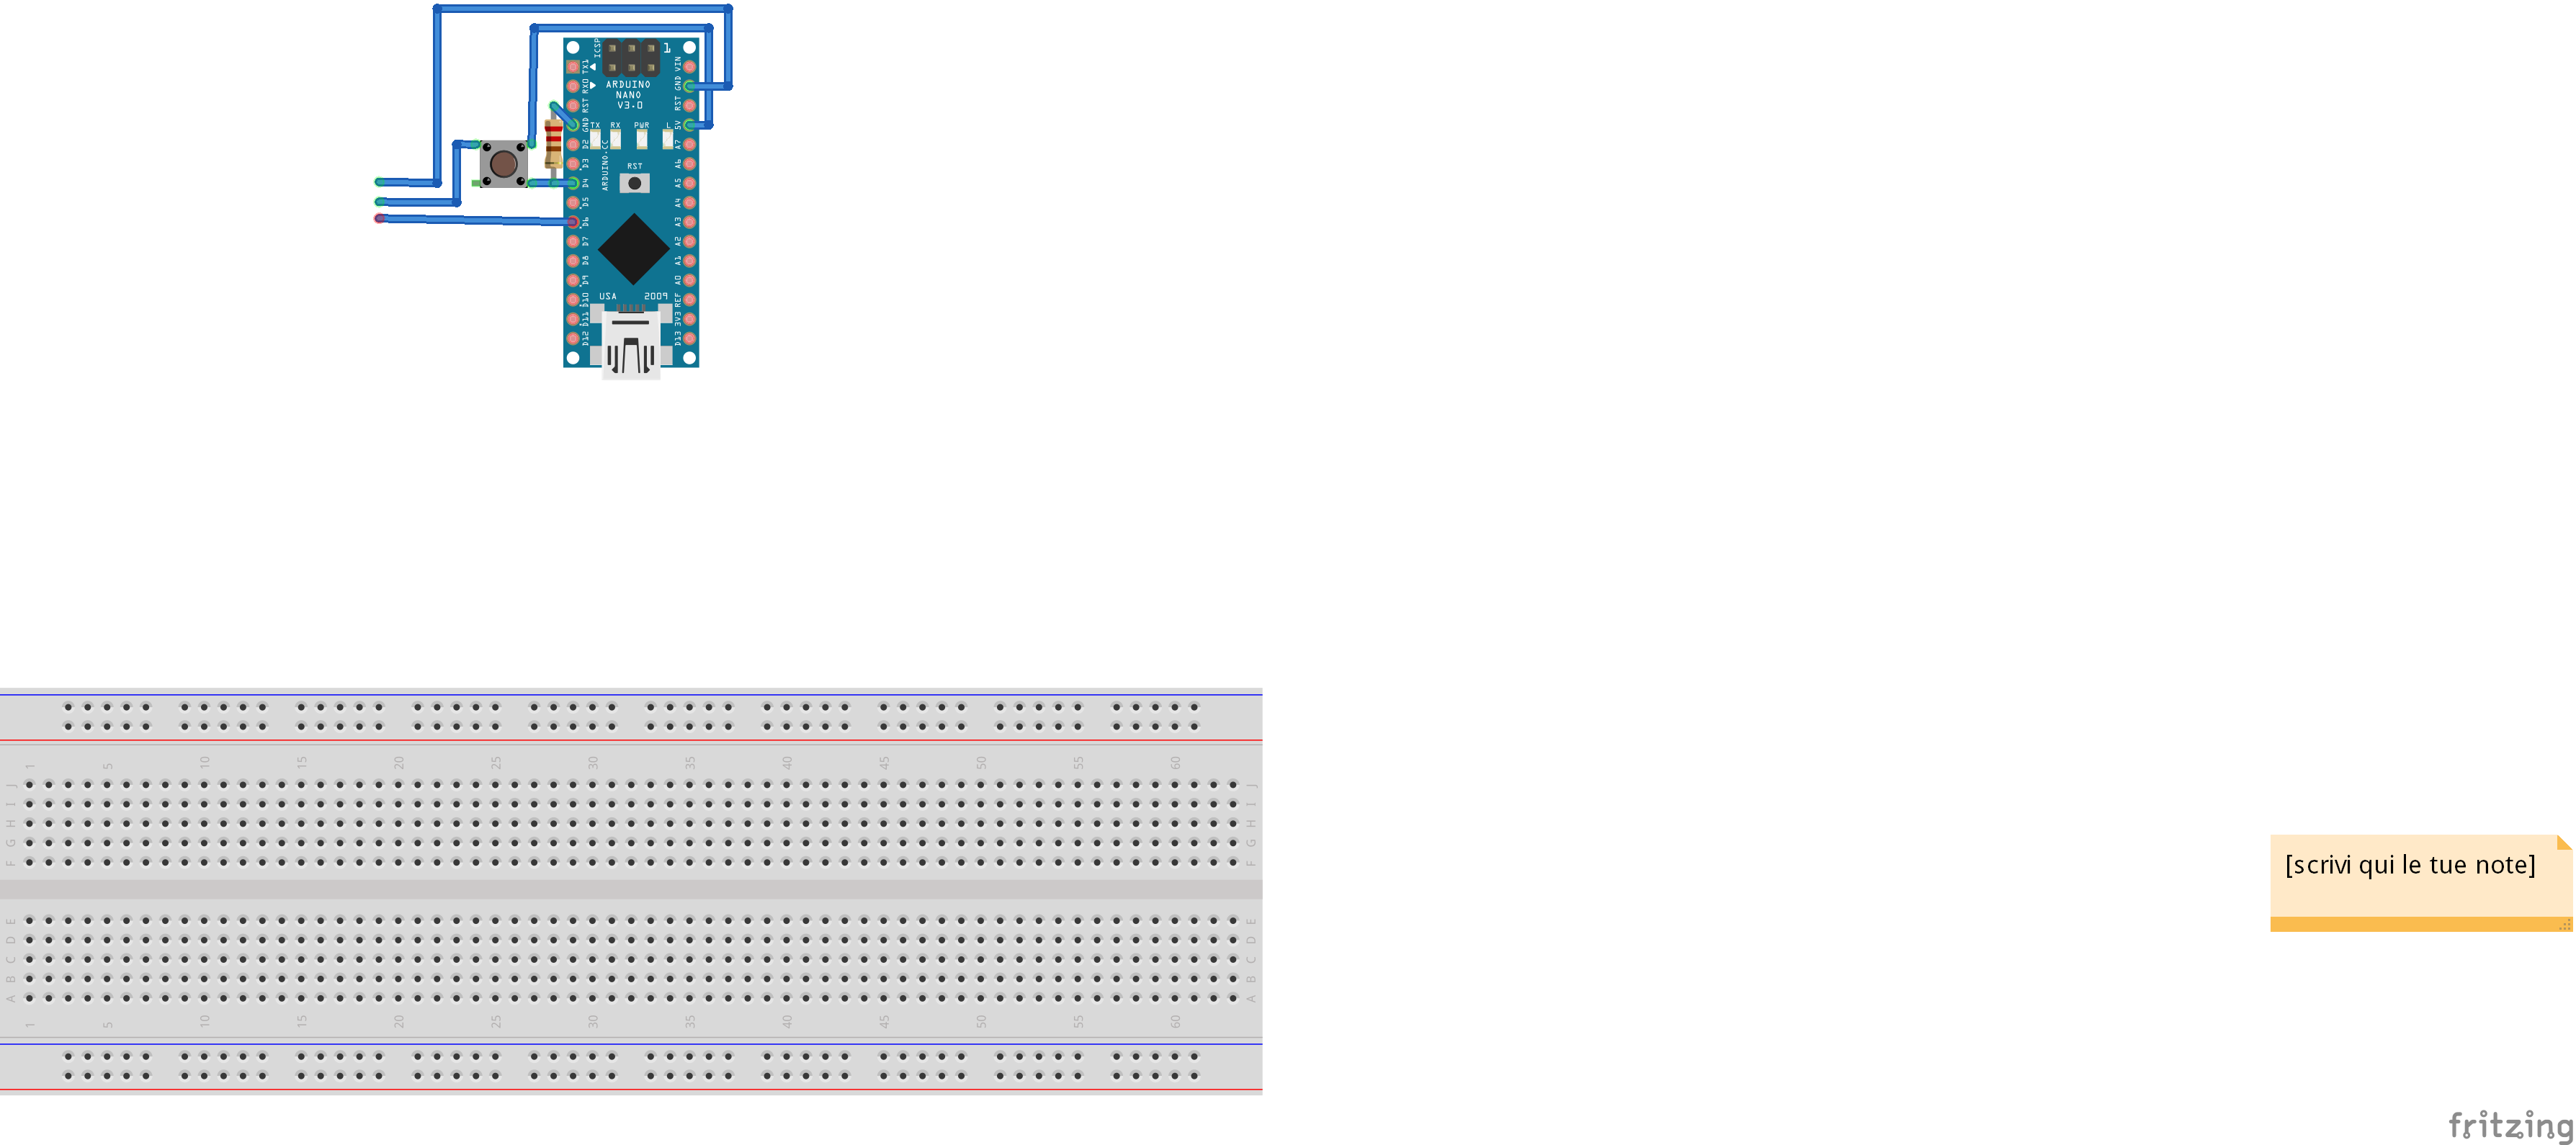 ICSP
1
ARDUINO
NANO
V3.0
TX1
RX0
RST
GND
D2
D3
D4
D5
D6
D7
D8
D9
D10
D11
D12
VIN
GND
RST
5V
A7
A6
A5
A4
A3
A2
A1
A0
REF
3V3
D13
TX RX PWR L
RST
ARDUINO.CC
USA 2009
1 5 10 15 20 25 30 35 40 45 50 55 60
J J
I I
H H
G G
F F
E E
D D
C C
B B
A A
1 5 10 15 20 25 30 35 40 45 50 55 60
[scrivi qui le tue note]
fritzing